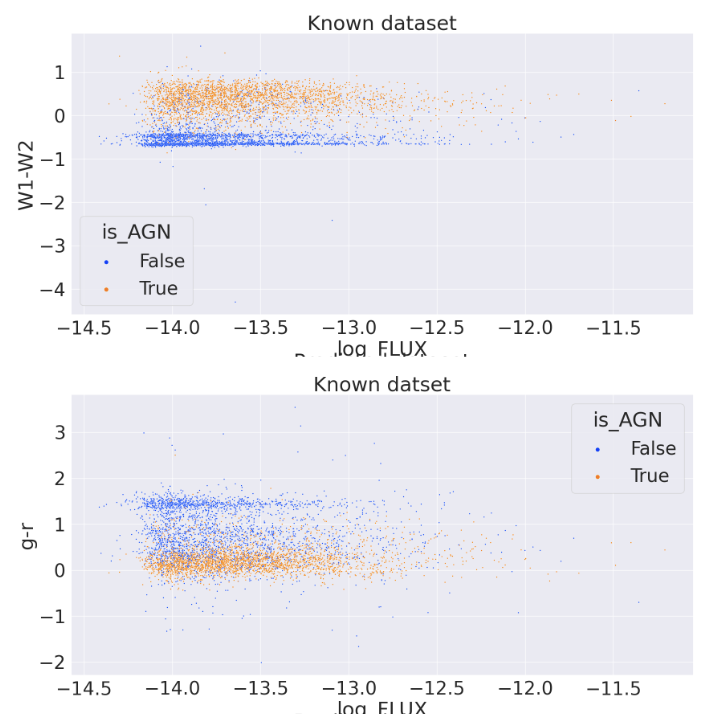 Known dataset
W1-W2
1
0
−1
−2
−3
−4
is_AGN
False
True
−14.5 −14.0 −13.5 −13.0 −12.5 −12.0 −11.5
log_FLUX
Known datset
g-r
3
2
1
0
−1
−2
is_AGN
False
True
−14.5 −14.0 −13.5 −13.0 −12.5 −12.0 −11.5
log_FLUX